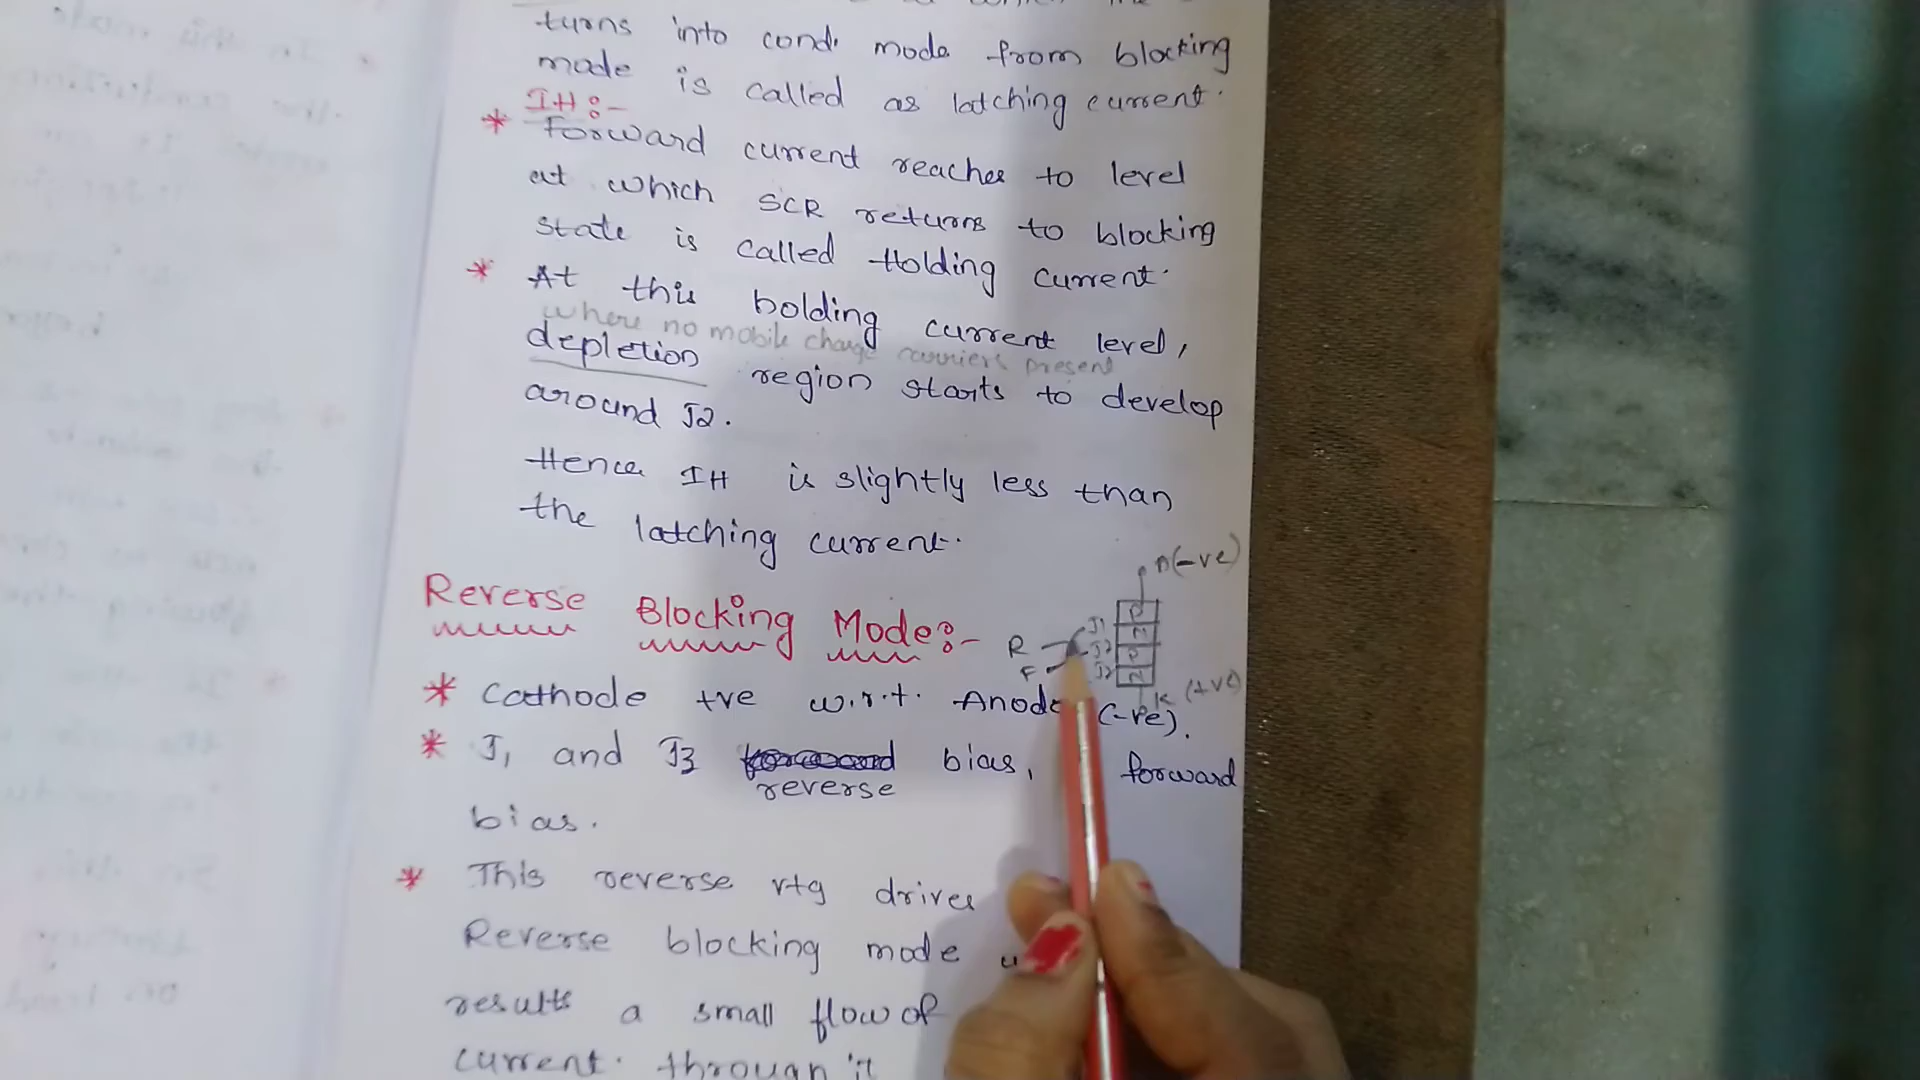 turns into cond. mode from blocking
mode is called as latching current.
IH :-
* Forward current reaches to level
at which SCR returns to blocking
state is called Holding current.
* At this holding current level,
where no mobile charge carriers present
depletion region starts to develop
around J2.
Hence IH is slightly less than
the latching current.
n(-ve)
Reverse Blocking Mode:-
R
F
J1
J2
P
N
P
N
K (+ve)
* Cathode +ve w.r.t. Anode (-ve).
* J1 and J3 bias, forward
reverse
bias.
* This reverse vtg drives
Reverse blocking mode
results a small flow of
current. through it